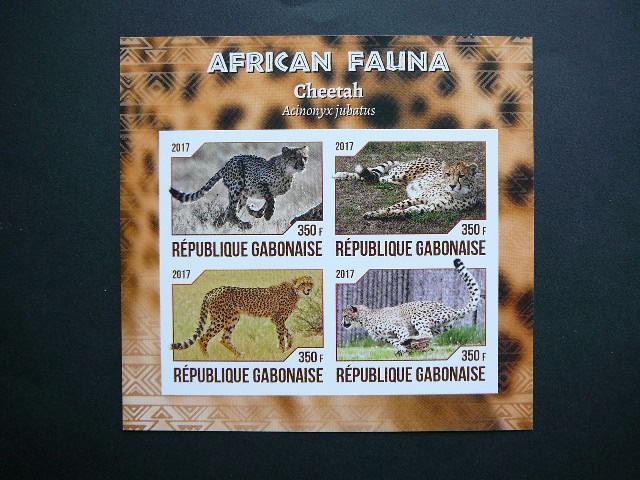 AFRICAN FAUNA
Cheetah
Acinonyx jubatus
2017
350 F
RÉPUBLIQUE GABONAISE
2017
350 F
RÉPUBLIQUE GABONAISE
2017
350 F
RÉPUBLIQUE GABONAISE
2017
350 F
RÉPUBLIQUE GABONAISE